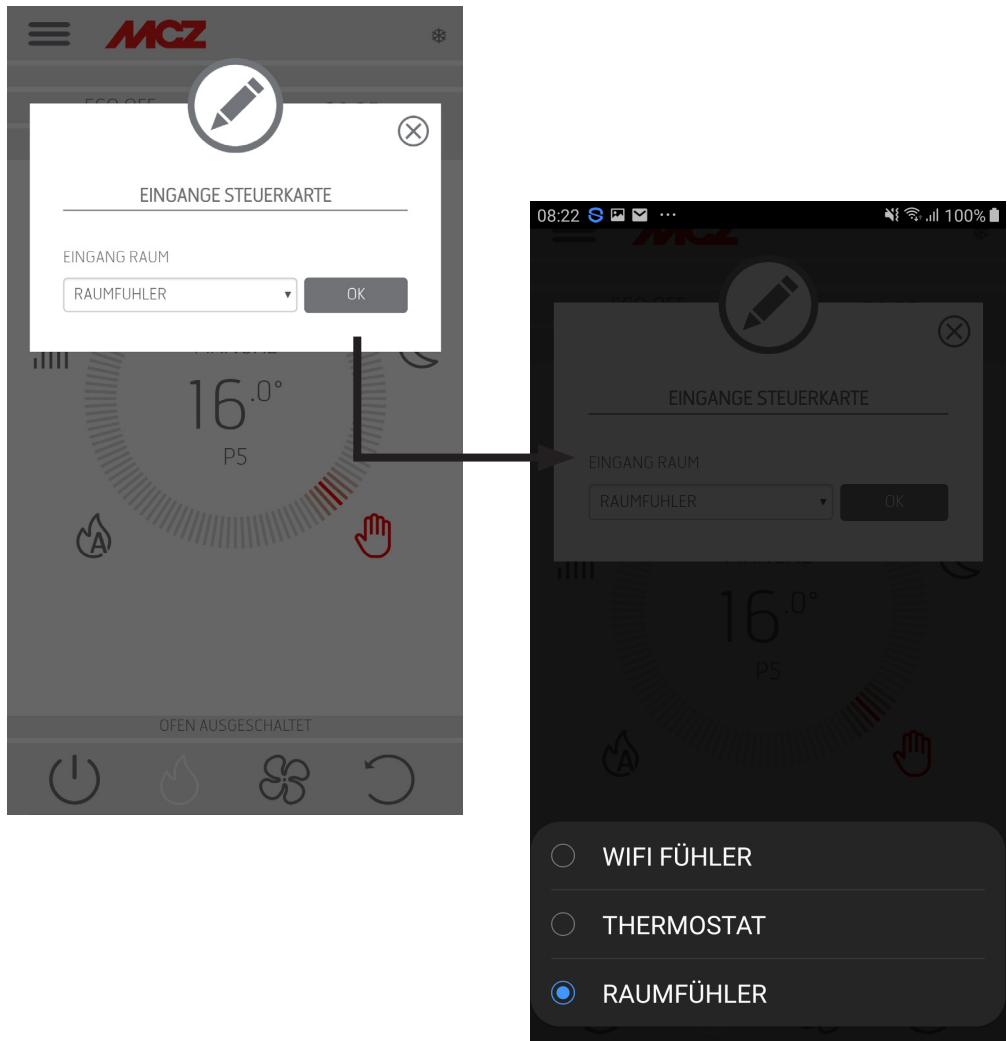 MCZ
EINGANGE STEUERKARTE
EINGANG RAUM
RAUMFUHLER
OK
16.0°
P5
A
OFEN AUSGESCHALTET
08:22
100%
MCZ
EINGANGE STEUERKARTE
EINGANG RAUM
RAUMFUHLER
OK
16.0°
P5
A
WIFI FÜHLER
THERMOSTAT
RAUMFÜHLER